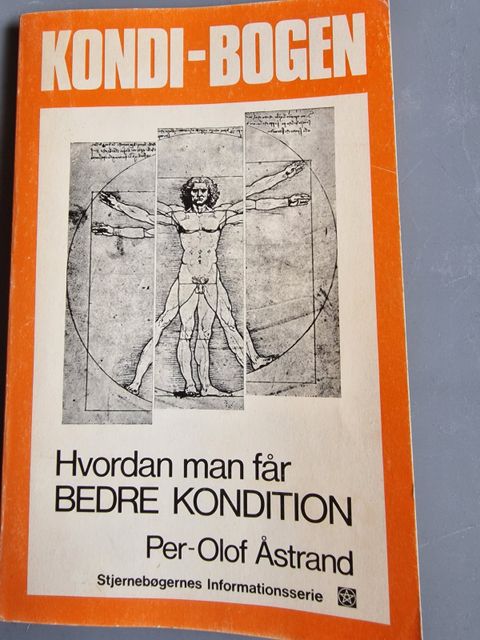 KONDI-BOGEN
Hvordan man får
BEDRE KONDITION
Per-Olof Åstrand
Stjernebøgernes Informationsserie